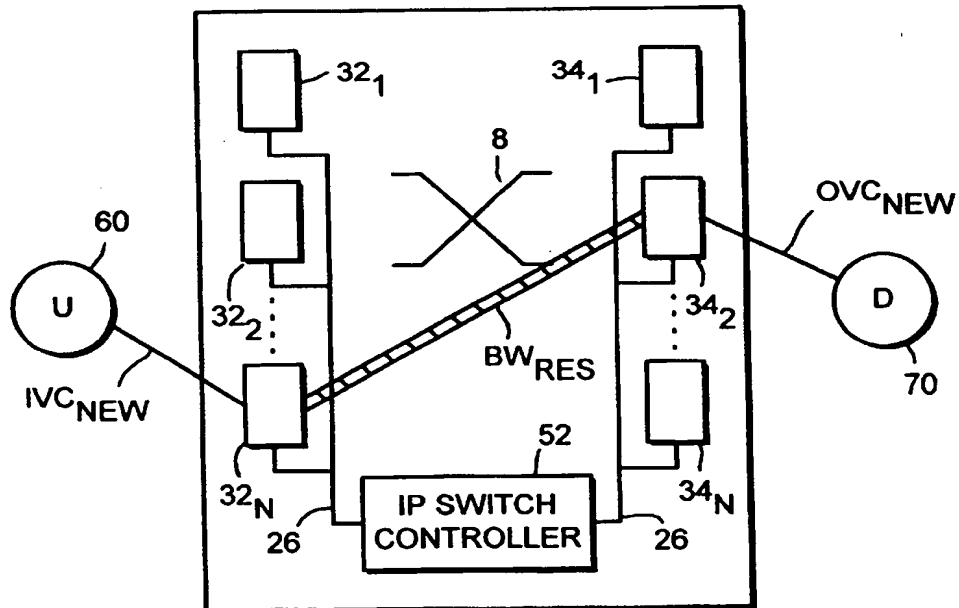 32₁
34₁
8
60
U
OVC_NEW
32₂
34₂
D
IVC_NEW
BW_RES
70
52
32_N
34_N
26
IP SWITCH
CONTROLLER
26